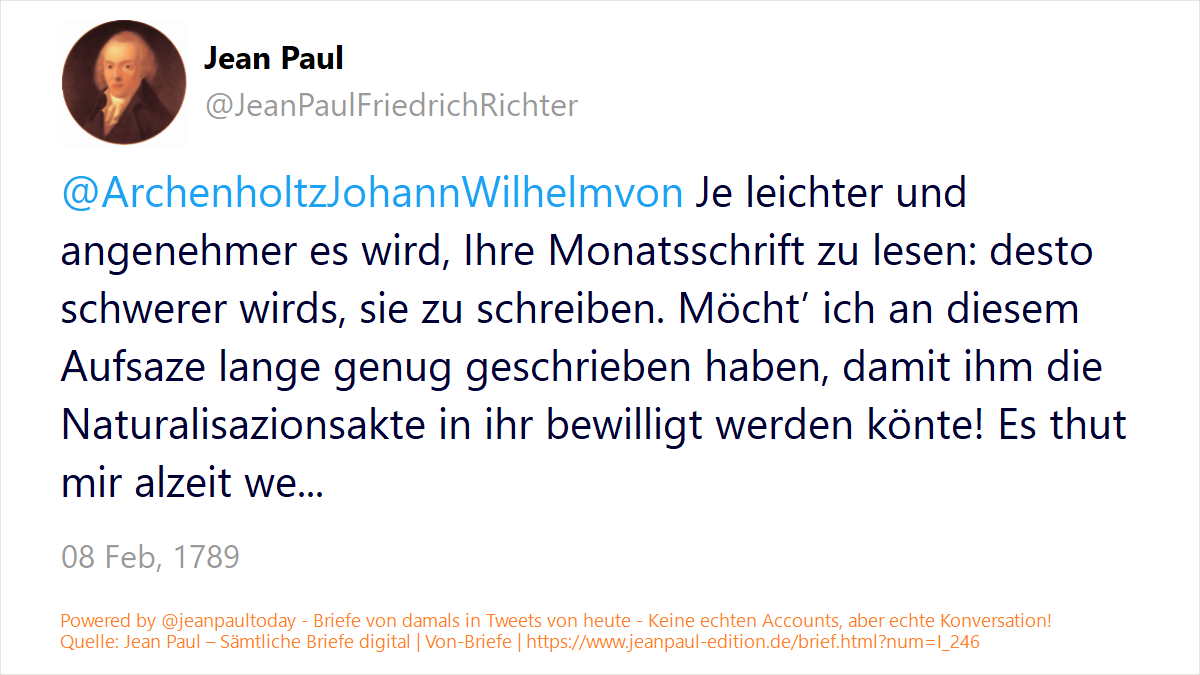 Jean Paul
@JeanPaulFriedrichRichter
@ArchenholtzJohannWilhelmvon Je leichter und
angenehmer es wird, Ihre Monatsschrift zu lesen: desto
schwerer wirds, sie zu schreiben. Möcht’ ich an diesem
Aufsaze lange genug geschrieben haben, damit ihm die
Naturalisazionsakte in ihr bewilligt werden könte! Es thut
mir alzeit we...
08 Feb, 1789
Powered by @jeanpaultoday - Briefe von damals in Tweets von heute - Keine echten Accounts, aber echte Konversation!
Quelle: Jean Paul – Sämtliche Briefe digital | Von-Briefe | https://www.jeanpaul-edition.de/brief.html?num=I_246